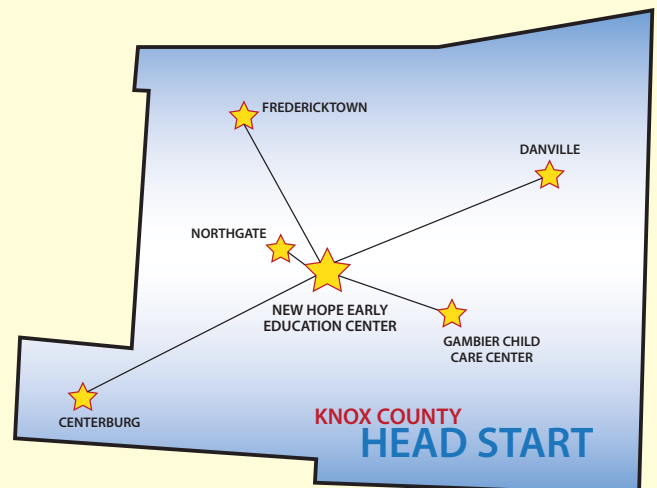 FREDERICKTOWN
DANVILLE
NORTHGATE
NEW HOPE EARLY
EDUCATION CENTER
GAMBIER CHILD
CARE CENTER
CENTERBURG
KNOX COUNTY
HEAD START